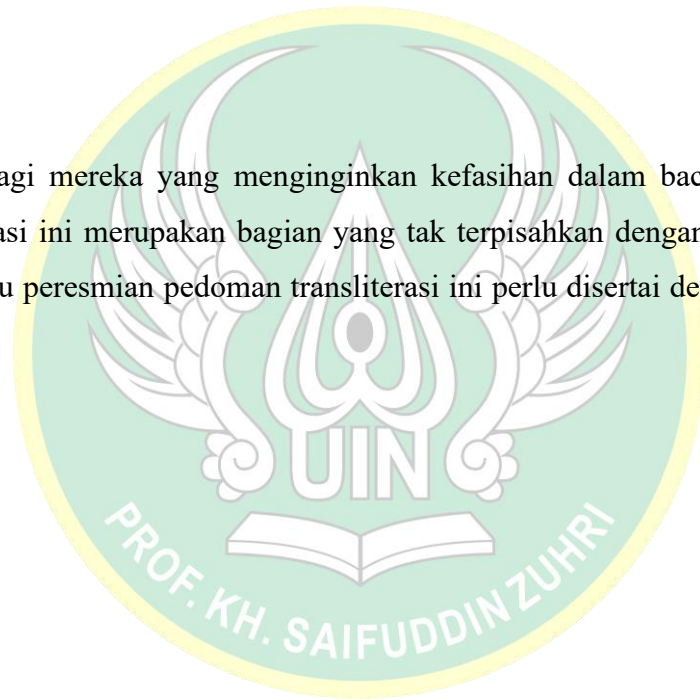 agi mereka yang menginginkan kefasihan dalam bac
asi ini merupakan bagian yang tak terpisahkan dengan
u peresmian pedoman transliterasi ini perlu disertai de
UIN
PROF. KH. SAIFUDDIN ZUHRI